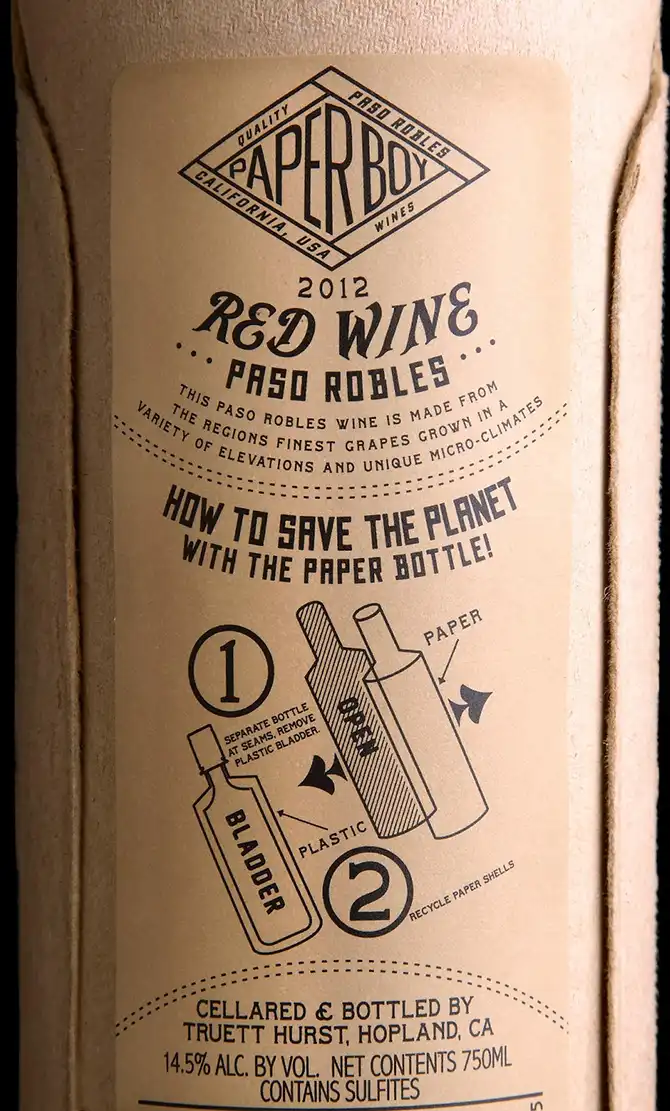 QUALITY
PASO ROBLES
PAPER BOY
CALIFORNIA, USA
WINES
2012
RED WINE
... PASO ROBLES ...
THIS PASO ROBLES WINE IS MADE FROM
THE REGIONS FINEST GRAPES GROWN IN A
VARIETY OF ELEVATIONS AND UNIQUE MICRO-CLIMATES
HOW TO SAVE THE PLANET
WITH THE PAPER BOTTLE!
1
SEPARATE BOTTLE
AT SEAMS, REMOVE
PLASTIC BLADDER.
OPEN
PAPER
BLADDER
PLASTIC
2
RECYCLE PAPER SHELLS
CELLARED & BOTTLED BY
TRUETT HURST, HOPLAND, CA
14.5% ALC. BY VOL. NET CONTENTS 750ML
CONTAINS SULFITES